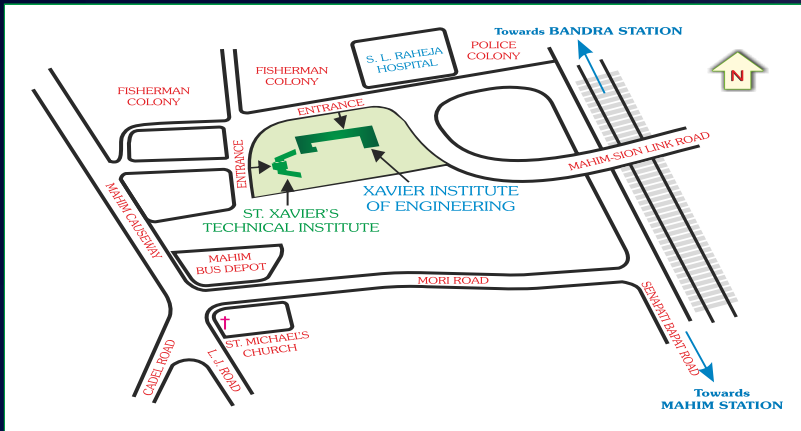 Towards BANDRA STATION
POLICE
COLONY
S. L. RAHEJA
HOSPITAL
FISHERMAN
COLONY
N
FISHERMAN
COLONY
ENTRANCE
ENTRANCE
MAHIM-SION LINK ROAD
XAVIER INSTITUTE
OF ENGINEERING
MAHIM CAUSEWAY
ST. XAVIER'S
TECHNICAL INSTITUTE
MAHIM
BUS DEPOT
MORI ROAD
SENAPATI BAPAT ROAD
ST. MICHAEL'S
CHURCH
CADEL ROAD
L. J. ROAD
Towards
MAHIM STATION